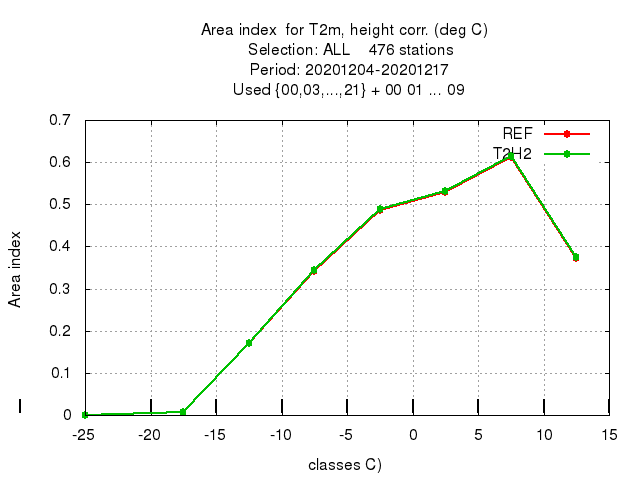 Area index  for T2m, height corr. (deg C)
Selection: ALL    476 stations
Period: 20201204-20201217
Used {00,03,...,21} + 00 01 ... 09
0.7
0.6
0.5
0.4
0.3
0.2
0.1
0
REF
T2H2
Area index
-25 -20 -15 -10 -5 0 5 10 15
classes C)